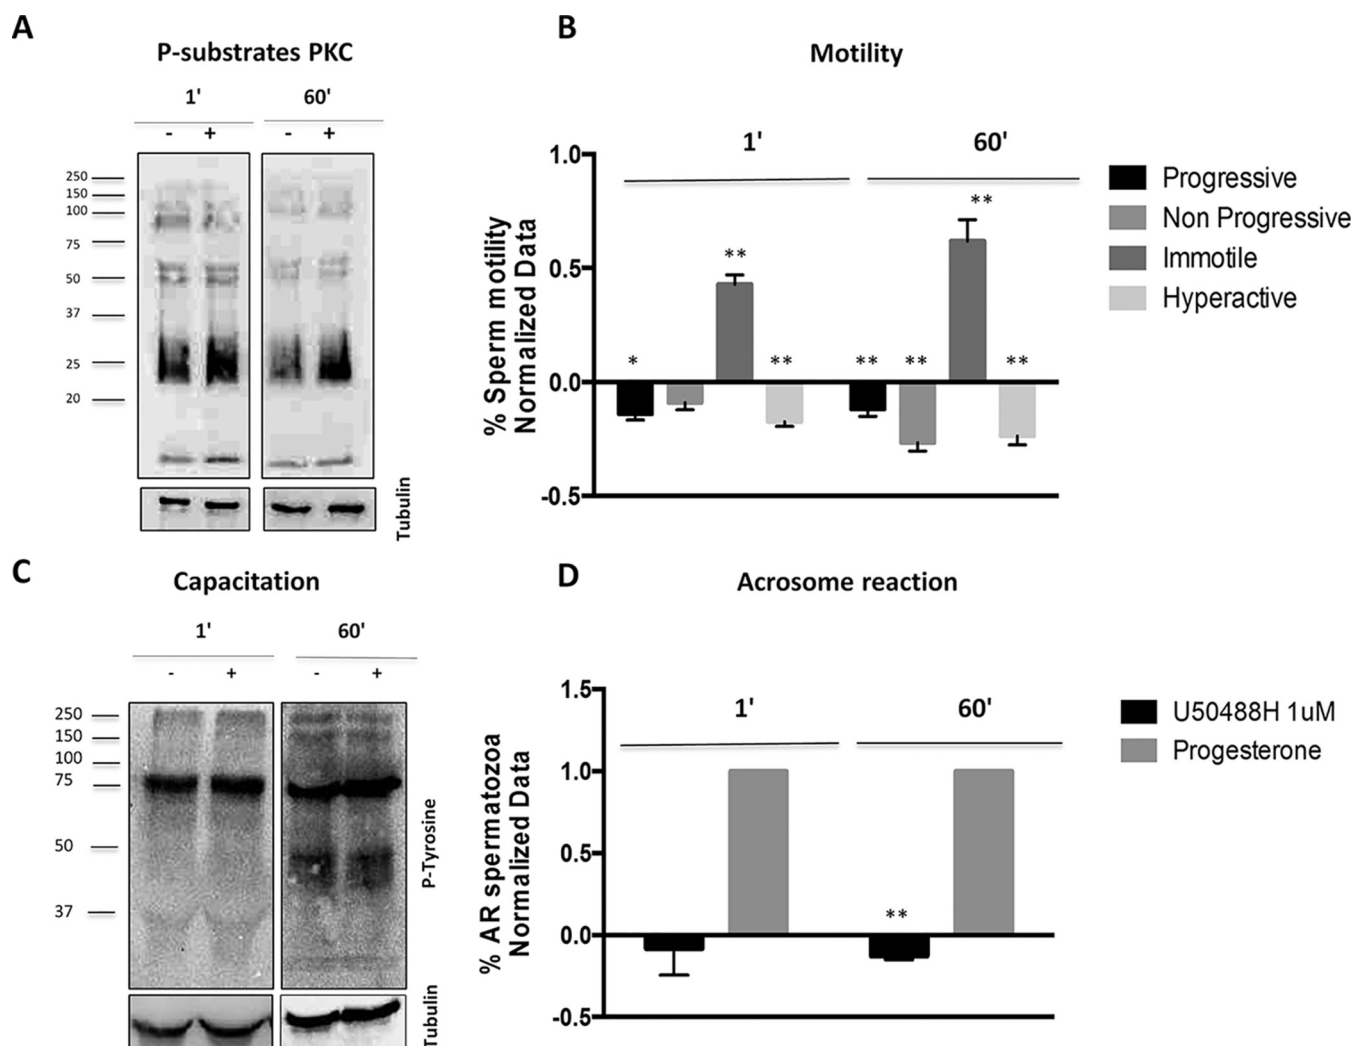 A
P-substrates PKC
1' 60'
- + - +
250
150
100
75
50
37
25
20
Tubulin
B
Motility
1' 60'
% Sperm motility
Normalized Data
1.0
0.5
0.0
-0.5
* ** ** ** ** ** **
Progressive
Non Progressive
Immotile
Hyperactive
C
Capacitation
1' 60'
- + - +
250
150
100
75
50
37
P-Tyrosine
Tubulin
D
Acrosome reaction
1' 60'
% AR spermatozoa
Normalized Data
1.5
1.0
0.5
0.0
-0.5
**
U50488H 1uM
Progesterone